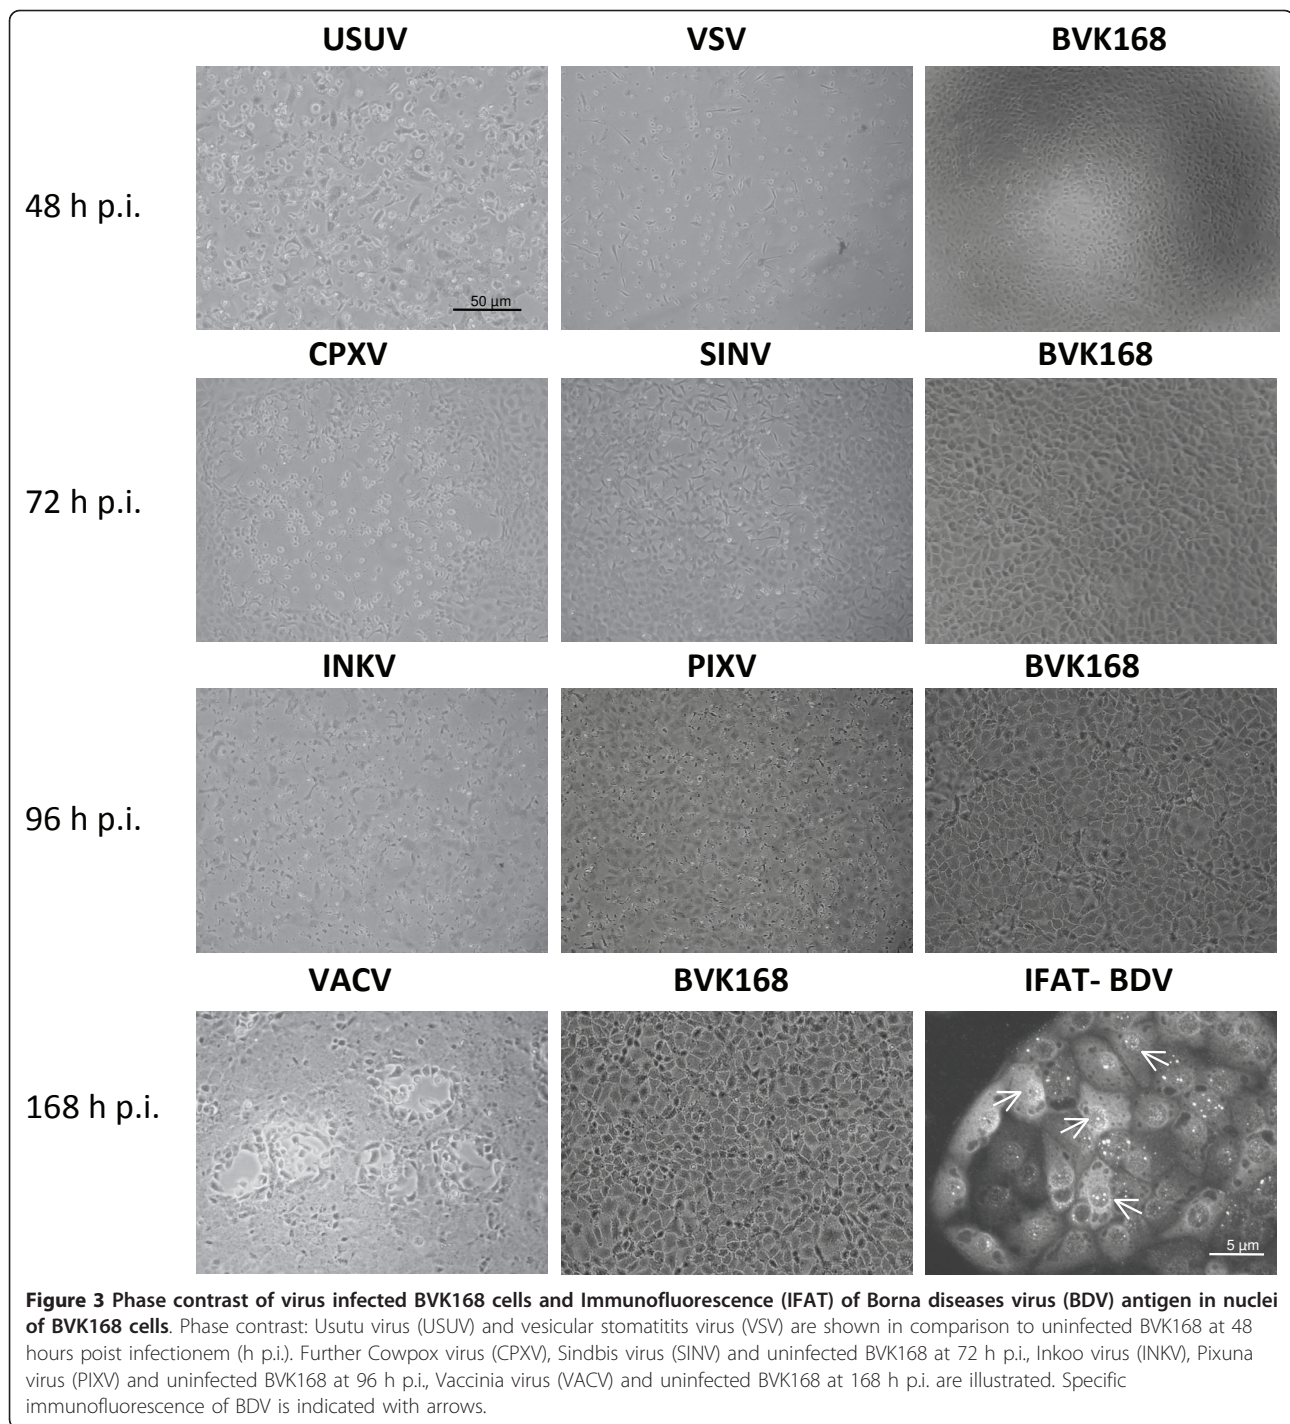 USUV VSV BVK168
48 h p.i.
50 µm
CPXV SINV BVK168
72 h p.i.
INKV PIXV BVK168
96 h p.i.
VACV BVK168 IFAT- BDV
168 h p.i.
5 µm
Figure 3 Phase contrast of virus infected BVK168 cells and Immunofluorescence (IFAT) of Borna diseases virus (BDV) antigen in nuclei
of BVK168 cells. Phase contrast: Usutu virus (USUV) and vesicular stomatitits virus (VSV) are shown in comparison to uninfected BVK168 at 48
hours poist infectionem (h p.i.). Further Cowpox virus (CPXV), Sindbis virus (SINV) and uninfected BVK168 at 72 h p.i., Inkoo virus (INKV), Pixuna
virus (PIXV) and uninfected BVK168 at 96 h p.i., Vaccinia virus (VACV) and uninfected BVK168 at 168 h p.i. are illustrated. Specific
immunofluorescence of BDV is indicated with arrows.